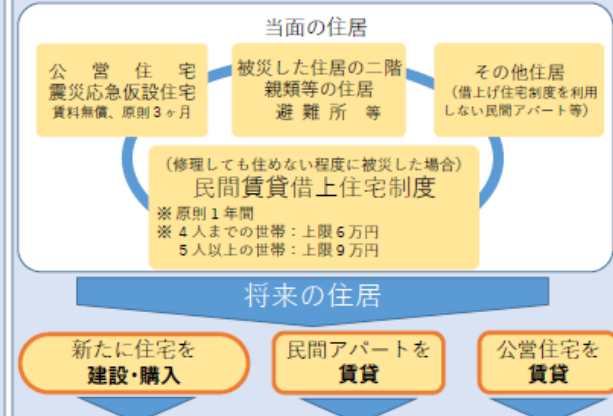 当面の住居
公営住宅
震災応急仮設住宅
賃料無償、原則3ヶ月
被災した住居の二階
親類等の住居
避難所等
その他住居
(借上げ住宅制度を利用
しない民間アパート等)
(修理しても住めない程度に被災した場合)
民間賃貸借上住宅制度
※原則1年間
※4人までの世帯：上限6万円
5人以上の世帯：上限9万円
将来の住居
新たに住宅を
建設・購入
民間アパートを
賃貸
公営住宅を
賃貸